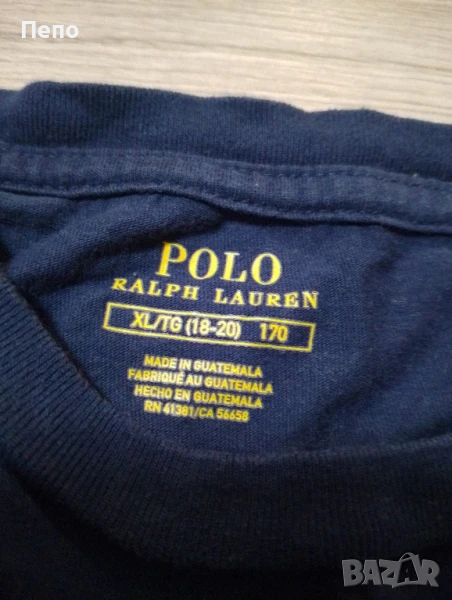 Пепо
POLO
RALPH LAUREN
XL/TG (18-20) 170
MADE IN GUATEMALA
FABRIQUÉ AU GUATEMALA
HECHO EN GUATEMALA
RN 41381/CA 56658
BAZAR